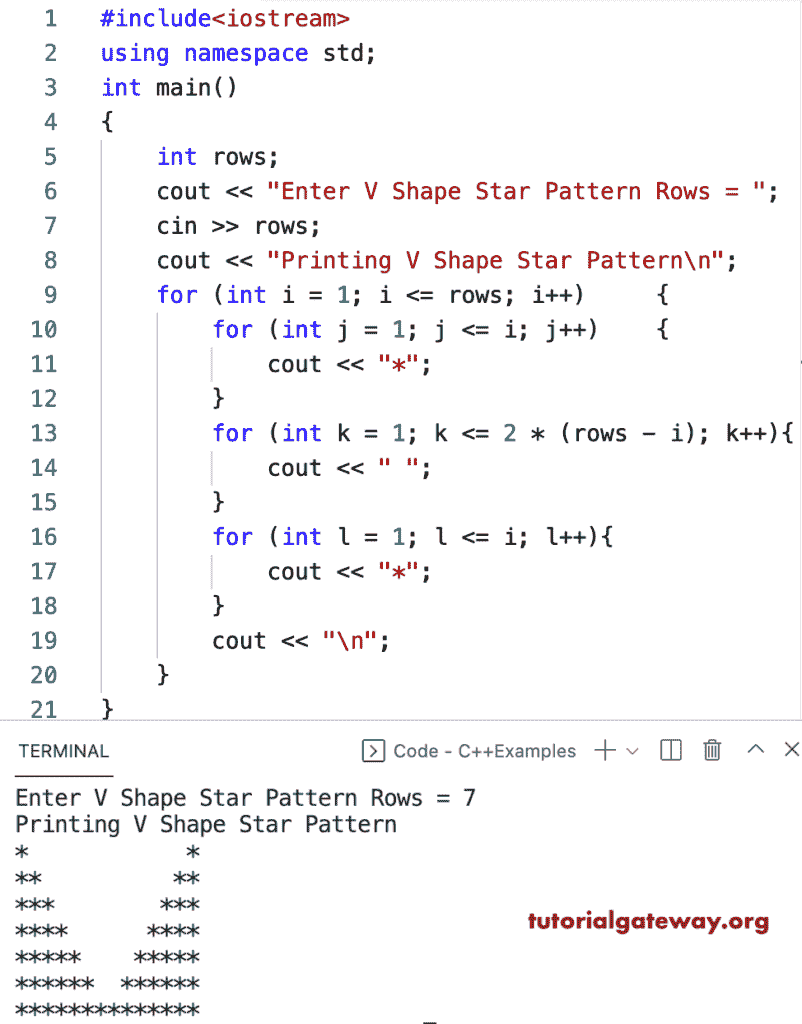 1 #include<iostream>
2 using namespace std;
3 int main()
4 {
5     int rows;
6     cout << "Enter V Shape Star Pattern Rows = ";
7     cin >> rows;
8     cout << "Printing V Shape Star Pattern\n";
9     for (int i = 1; i <= rows; i++)     {
10         for (int j = 1; j <= i; j++)    {
11             cout << "*";
12         }
13         for (int k = 1; k <= 2 * (rows - i); k++){
14             cout << " ";
15         }
16         for (int l = 1; l <= i; l++){
17             cout << "*";
18         }
19         cout << "\n";
20     }
21 }
TERMINAL Code - C++Examples
Enter V Shape Star Pattern Rows = 7
Printing V Shape Star Pattern
*            *
**          **
***        ***
****      ****
*****    *****
******  ******
**************
tutorialgateway.org